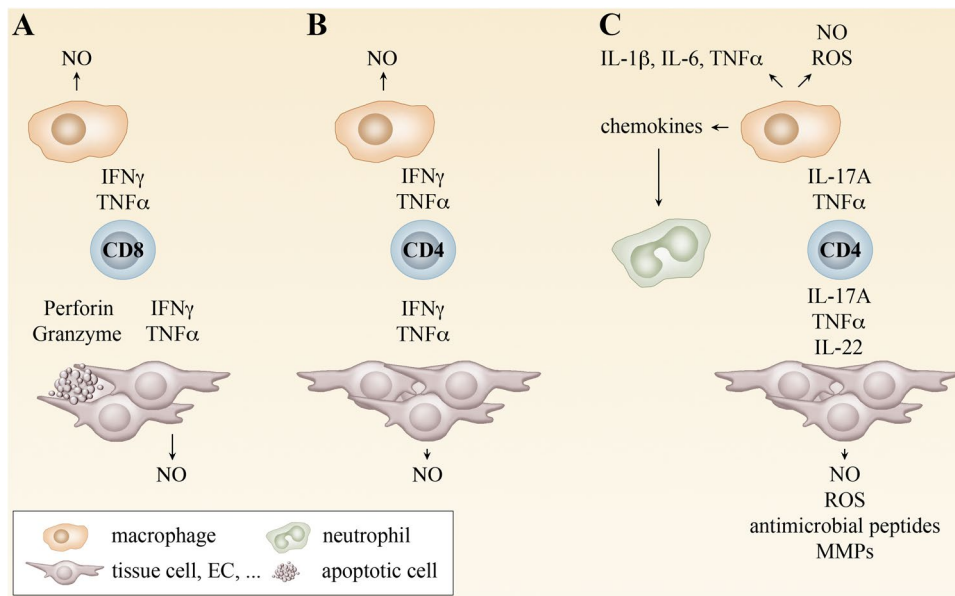 A
NO
IFNγ
TNFα
CD8
Perforin
Granzyme
IFNγ
TNFα
NO
B
NO
IFNγ
TNFα
CD4
IFNγ
TNFα
NO
C
NO
ROS
IL-1β, IL-6, TNFα
chemokines
IL-17A
TNFα
CD4
IL-17A
TNFα
IL-22
NO
ROS
antimicrobial peptides
MMPs
macrophage
neutrophil
tissue cell, EC, ...
apoptotic cell